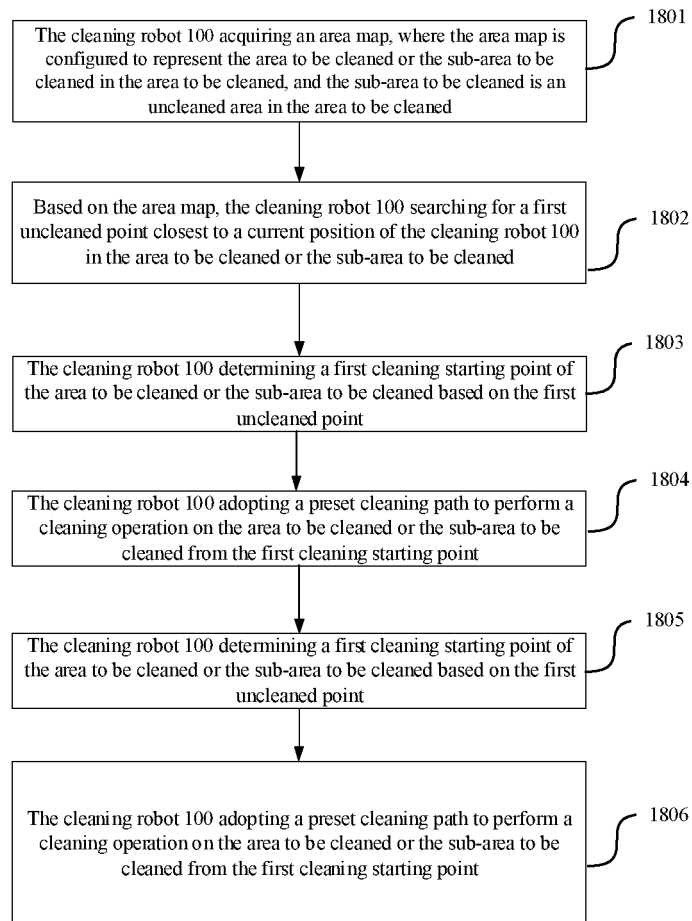 1801
The cleaning robot 100 acquiring an area map, where the area map is
configured to represent the area to be cleaned or the sub-area to be
cleaned in the area to be cleaned, and the sub-area to be cleaned is an
uncleaned area in the area to be cleaned
1802
Based on the area map, the cleaning robot 100 searching for a first
uncleaned point closest to a current position of the cleaning robot 100
in the area to be cleaned or the sub-area to be cleaned
1803
The cleaning robot 100 determining a first cleaning starting point of
the area to be cleaned or the sub-area to be cleaned based on the first
uncleaned point
1804
The cleaning robot 100 adopting a preset cleaning path to perform a
cleaning operation on the area to be cleaned or the sub-area to be
cleaned from the first cleaning starting point
1805
The cleaning robot 100 determining a first cleaning starting point of
the area to be cleaned or the sub-area to be cleaned based on the first
uncleaned point
1806
The cleaning robot 100 adopting a preset cleaning path to perform a
cleaning operation on the area to be cleaned or the sub-area to be
cleaned from the first cleaning starting point